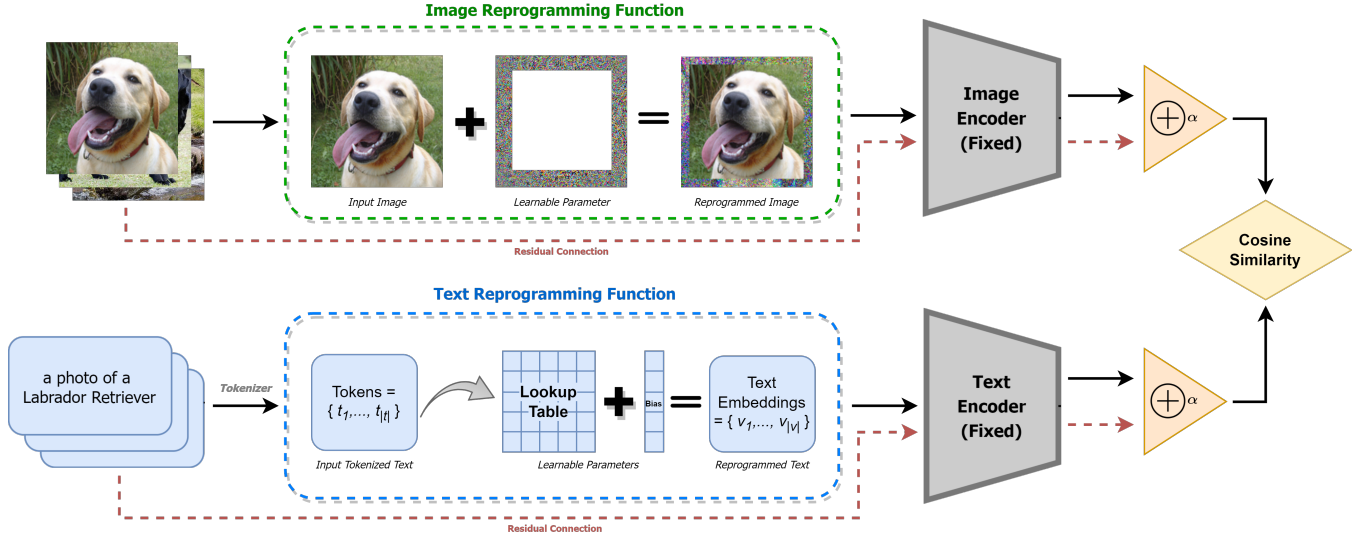 Image Reprogramming Function
Input Image
Learnable Parameter
Reprogrammed Image
Image
Encoder
(Fixed)
α
Residual Connection
Cosine
Similarity
Text Reprogramming Function
a photo of a
Labrador Retriever
Tokenizer
Tokens =
{ t1,..., t|t| }
Lookup
Table
Bias
Text
Embeddings
= { v1,..., v|v| }
Input Tokenized Text
Learnable Parameters
Reprogrammed Text
Text
Encoder
(Fixed)
α
Residual Connection